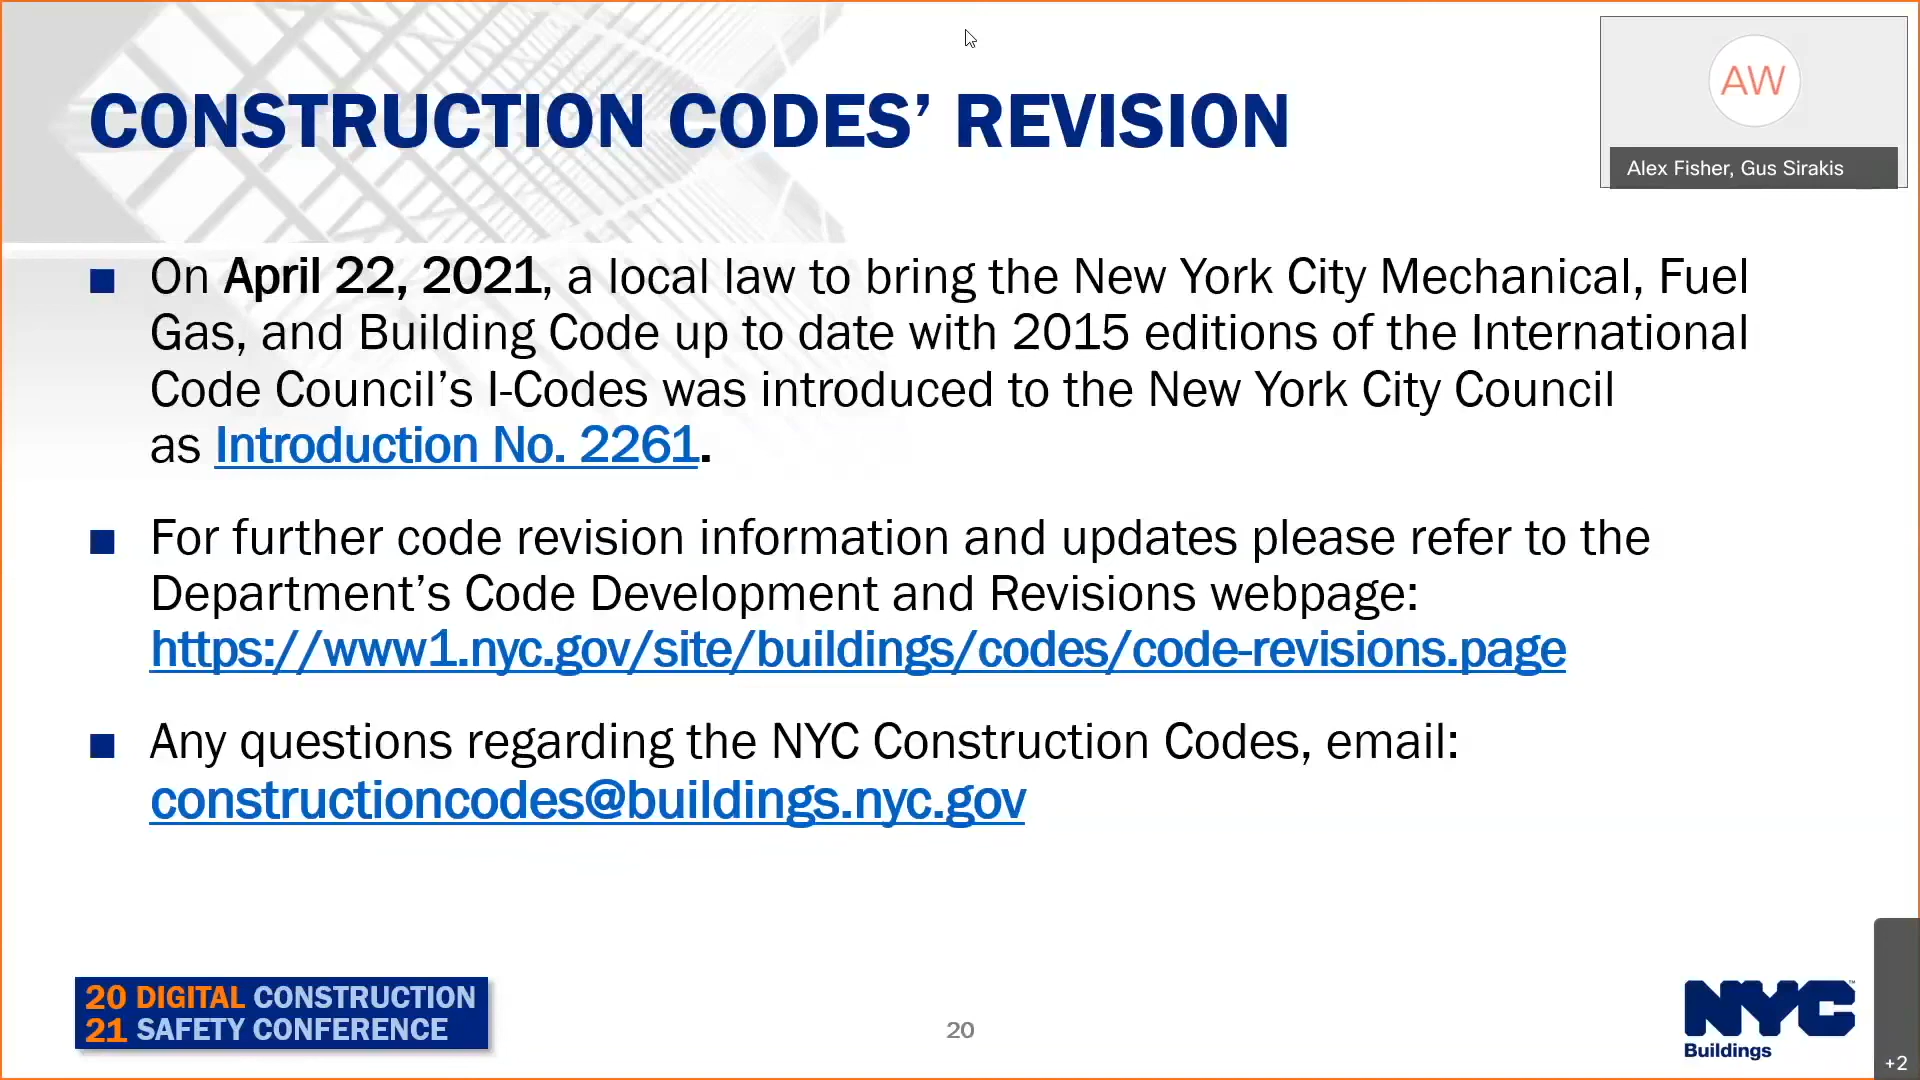 CONSTRUCTION CODES’ REVISION
AW
Alex Fisher, Gus Sirakis
■ On April 22, 2021, a local law to bring the New York City Mechanical, Fuel
Gas, and Building Code up to date with 2015 editions of the International
Code Council’s I-Codes was introduced to the New York City Council
as Introduction No. 2261.
■ For further code revision information and updates please refer to the
Department’s Code Development and Revisions webpage:
https://www1.nyc.gov/site/buildings/codes/code-revisions.page
■ Any questions regarding the NYC Construction Codes, email:
constructioncodes@buildings.nyc.gov
20 DIGITAL CONSTRUCTION
21 SAFETY CONFERENCE
20
NYC™
Buildings
+2